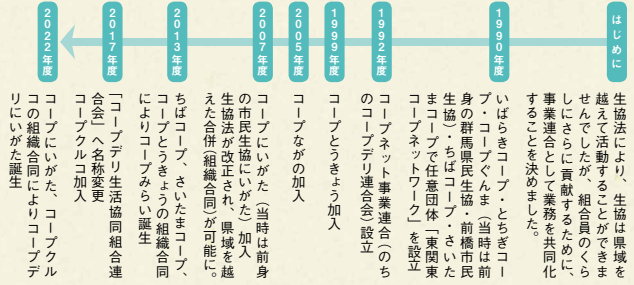 はじめに
生協法により、生協は県域を
越えて活動することができま
せんでしたが、組合員のくら
しにさらに貢献するために、
事業連合として業務を共同化
することを決めました。
1990年度
いばらきコープ・とちぎコー
プ・コープぐんま（当時は前
身の群馬県民生協・前橋市民
生協）・ちばコープ・さいた
まコープで任意団体「東関東
コープネットワーク」を設立
1992年度
コープネット事業連合（のち
のコープデリ連合会）設立
1999年度
コープとうきょう加入
2005年度
コープながの加入
2007年度
コープにいがた（当時は前身
の市民生協にいがた）加入
生協法が改正され、県域を越
えた合併（組織合同）が可能に。
2013年度
ちばコープ、さいたまコープ、
コープとうきょうの組織合同
によりコープみらい誕生
2017年度
「コープデリ生活協同組合連
合会」へ名称変更
コープクルコ加入
2022年度
コープにいがた、コープクル
コの組織合同によりコープデ
リにいがた誕生